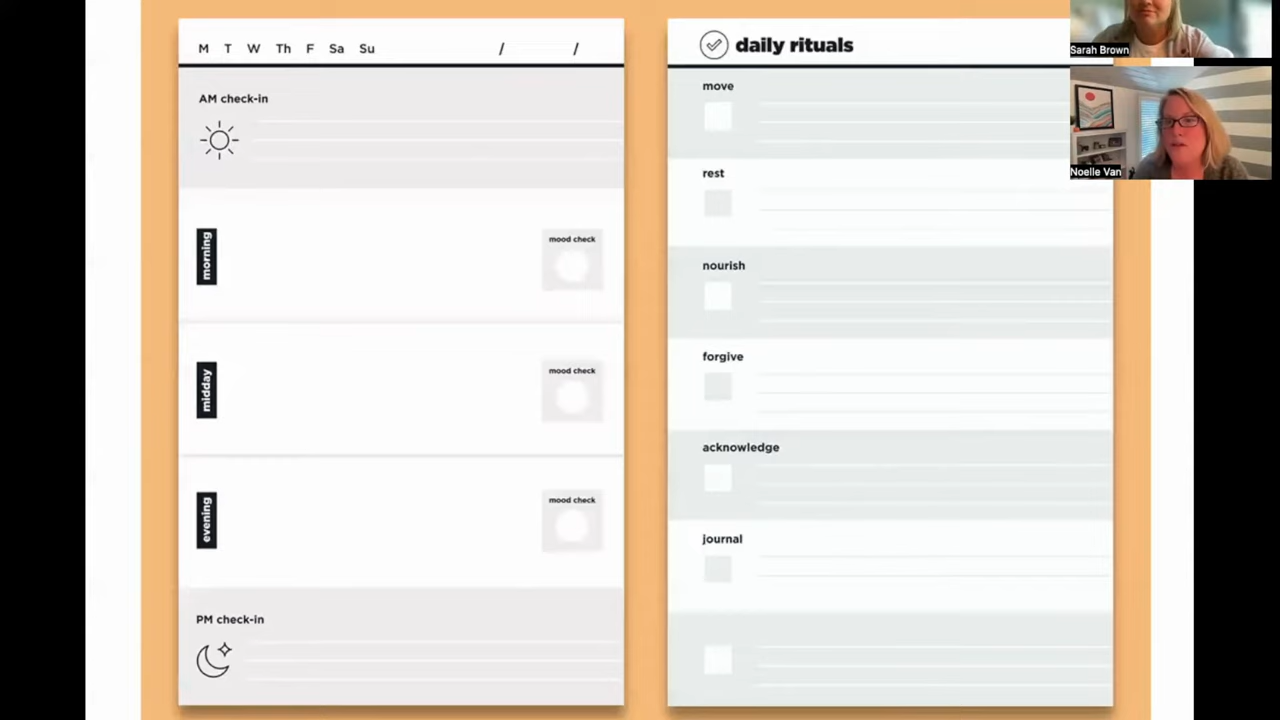 M T W Th F Sa Su / /
AM check-in
morning
mood check
midday
mood check
evening
mood check
PM check-in
daily rituals
move
rest
nourish
forgive
acknowledge
journal
Sarah Brown
Noelle Van